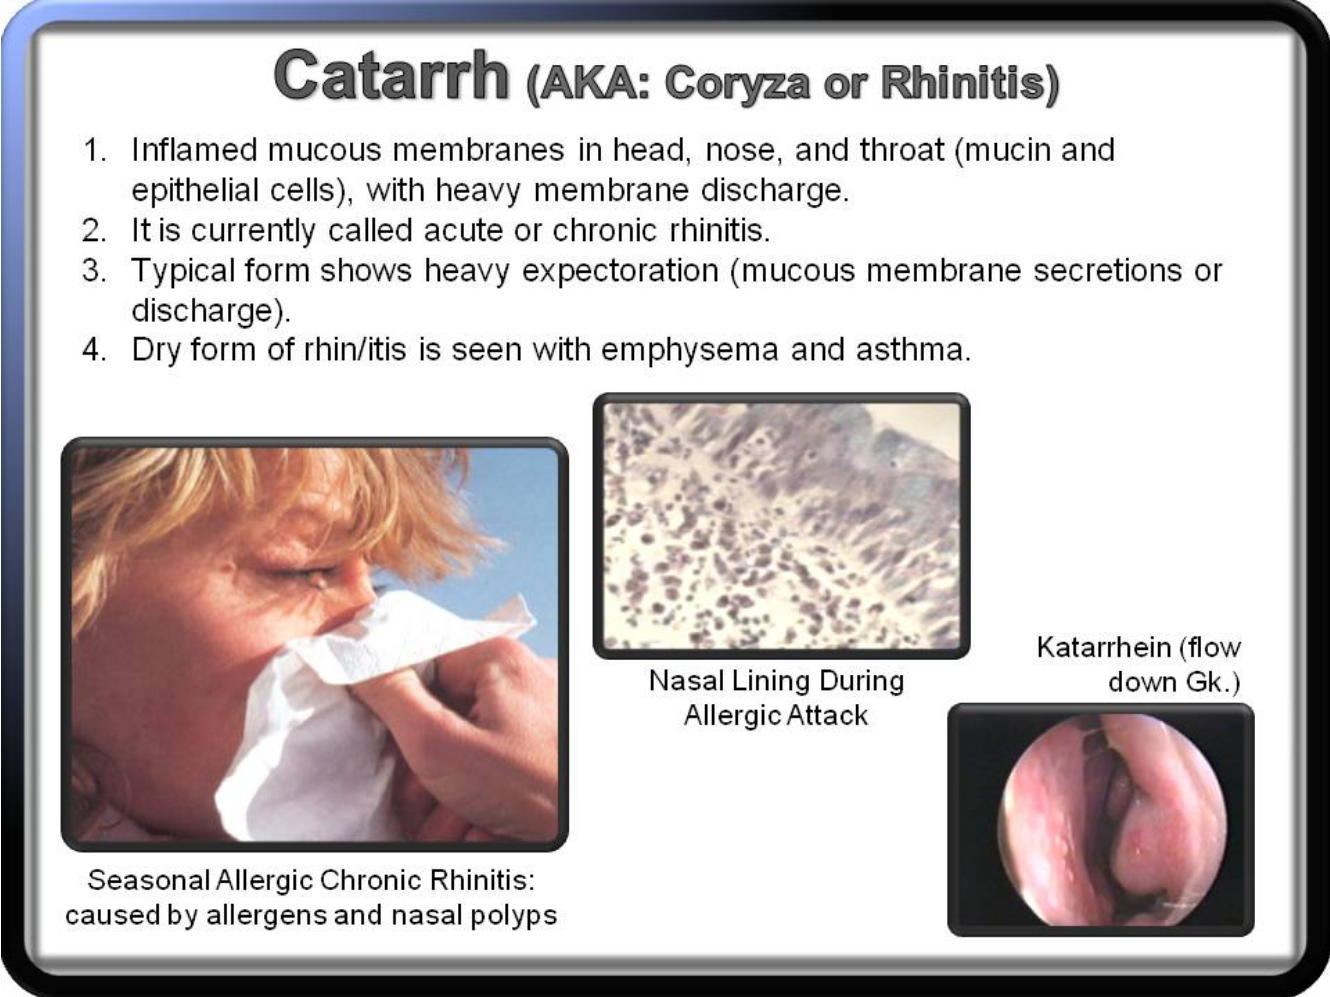 Catarrh (AKA: Coryza or Rhinitis)
1. Inflamed mucous membranes in head, nose, and throat (mucin and
epithelial cells), with heavy membrane discharge.
2. It is currently called acute or chronic rhinitis.
3. Typical form shows heavy expectoration (mucous membrane secretions or
discharge).
4. Dry form of rhin/itis is seen with emphysema and asthma.
Nasal Lining During
Allergic Attack
Katarrhein (flow
down Gk.)
Seasonal Allergic Chronic Rhinitis:
caused by allergens and nasal polyps